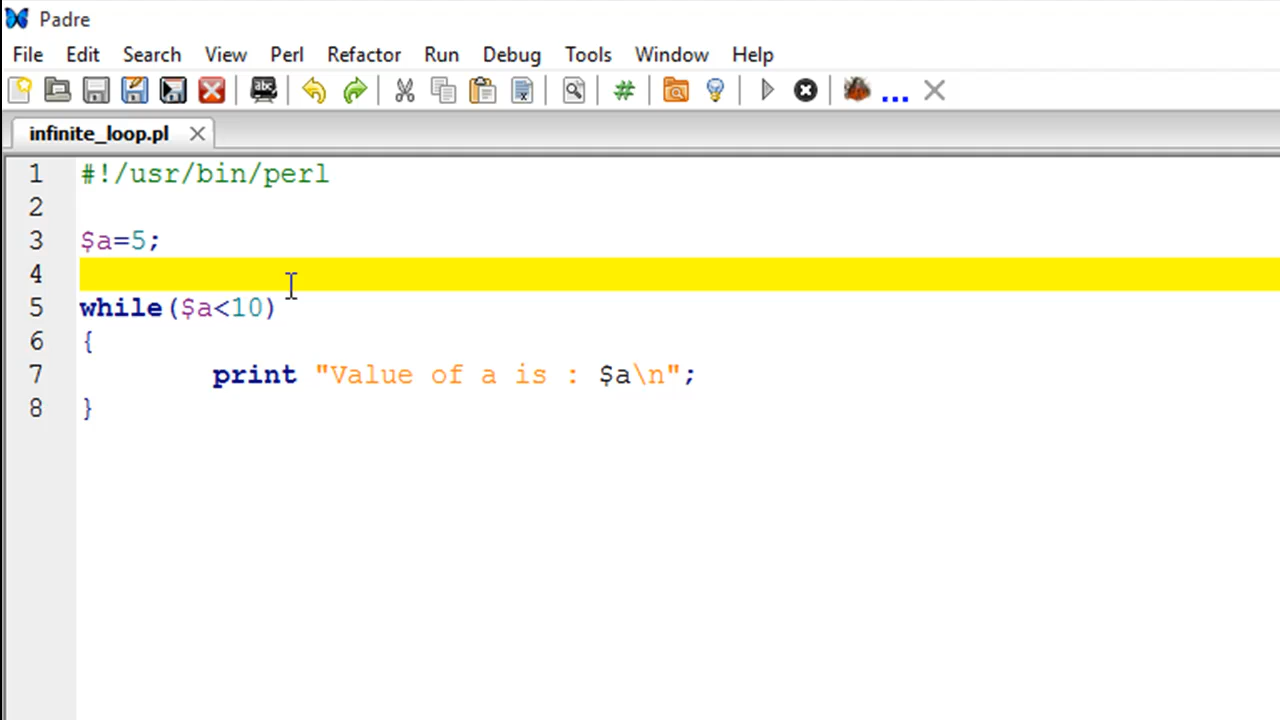 Padre
File Edit Search View Perl Refactor Run Debug Tools Window Help
abc # ...
infinite_loop.pl
1 #!/usr/bin/perl
2
3 $a=5;
4
5 while($a<10)
6 {
7 print "Value of a is : $a\n";
8 }